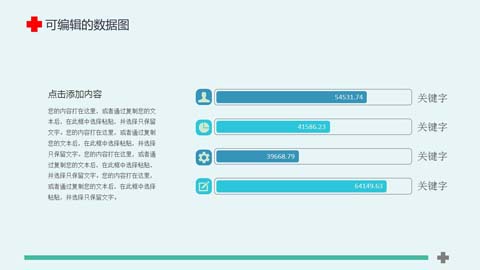 可编辑的数据图
点击添加内容
您的内容打在这里，或者通过复制您的文
本后，在此框中选择粘贴，并选择只保留
文字。您的内容打在这里，或者通过复制
您的文本后，在此框中选择粘贴，并选择
只保留文字。您的内容打在这里，或者通
过复制您的文本后，在此框中选择粘贴，
并选择只保留文字。您的内容打在这里，
或者通过复制您的文本后，在此框中选择
粘贴，并选择只保留文字。
54531.74 关键字
41586.23 关键字
39668.79 关键字
64149.63 关键字